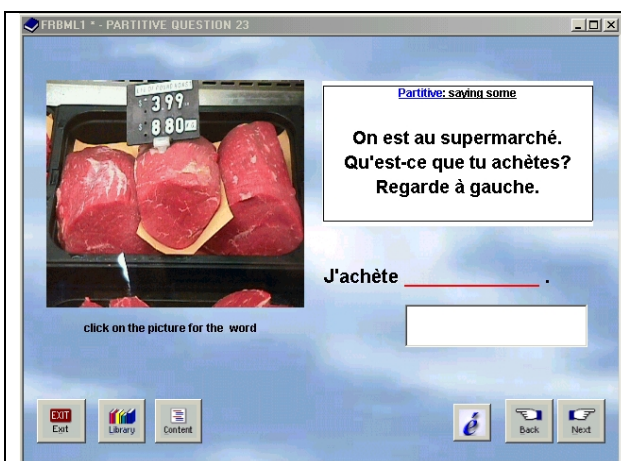 FRBML1 * - PARTITIVE QUESTION 23
3.99
8.80
Partitive: saying some
On est au supermarché.
Qu'est-ce que tu achètes?
Regarde à gauche.
J'achète ____________ .
click on the picture for the word
EXIT
Exit
Library
Content
é
Back
Next